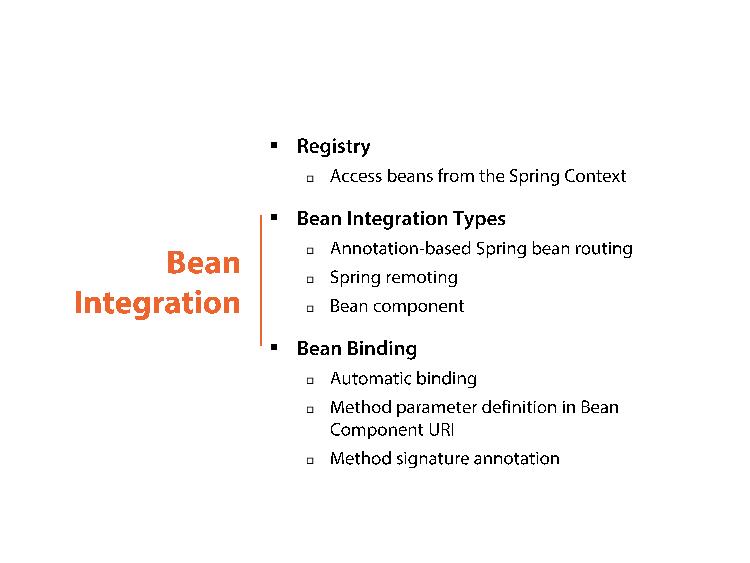 Bean
Integration
Registry
Access beans from the Spring Context
Bean Integration Types
Annotation-based Spring bean routing
Spring remoting
Bean component
Bean Binding
Automatic binding
Method parameter definition in Bean
Component URI
Method signature annotation